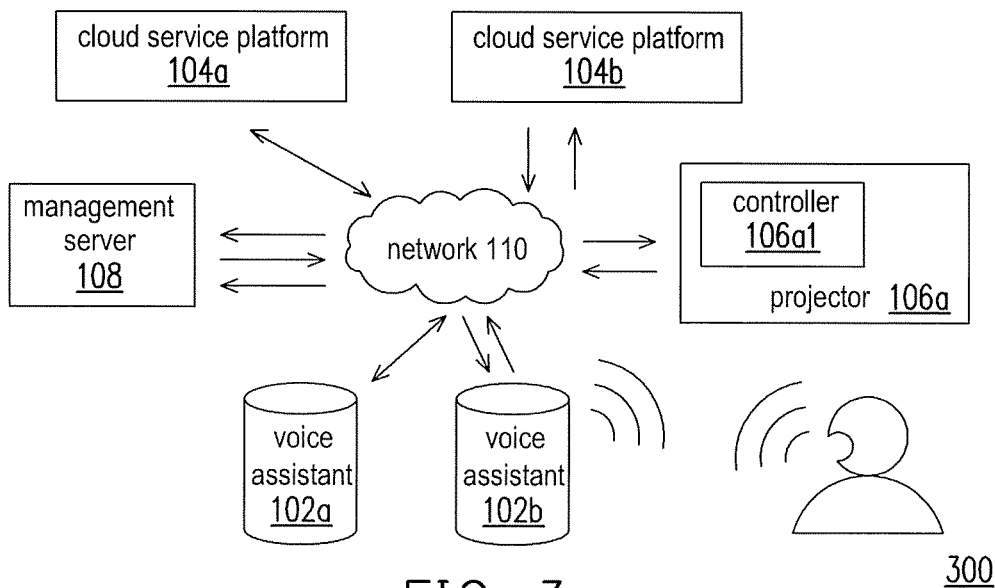 cloud service platform
104a
cloud service platform
104b
management
server
108
network 110
controller
106a1
projector 106a
voice
assistant
102a
voice
assistant
102b
300